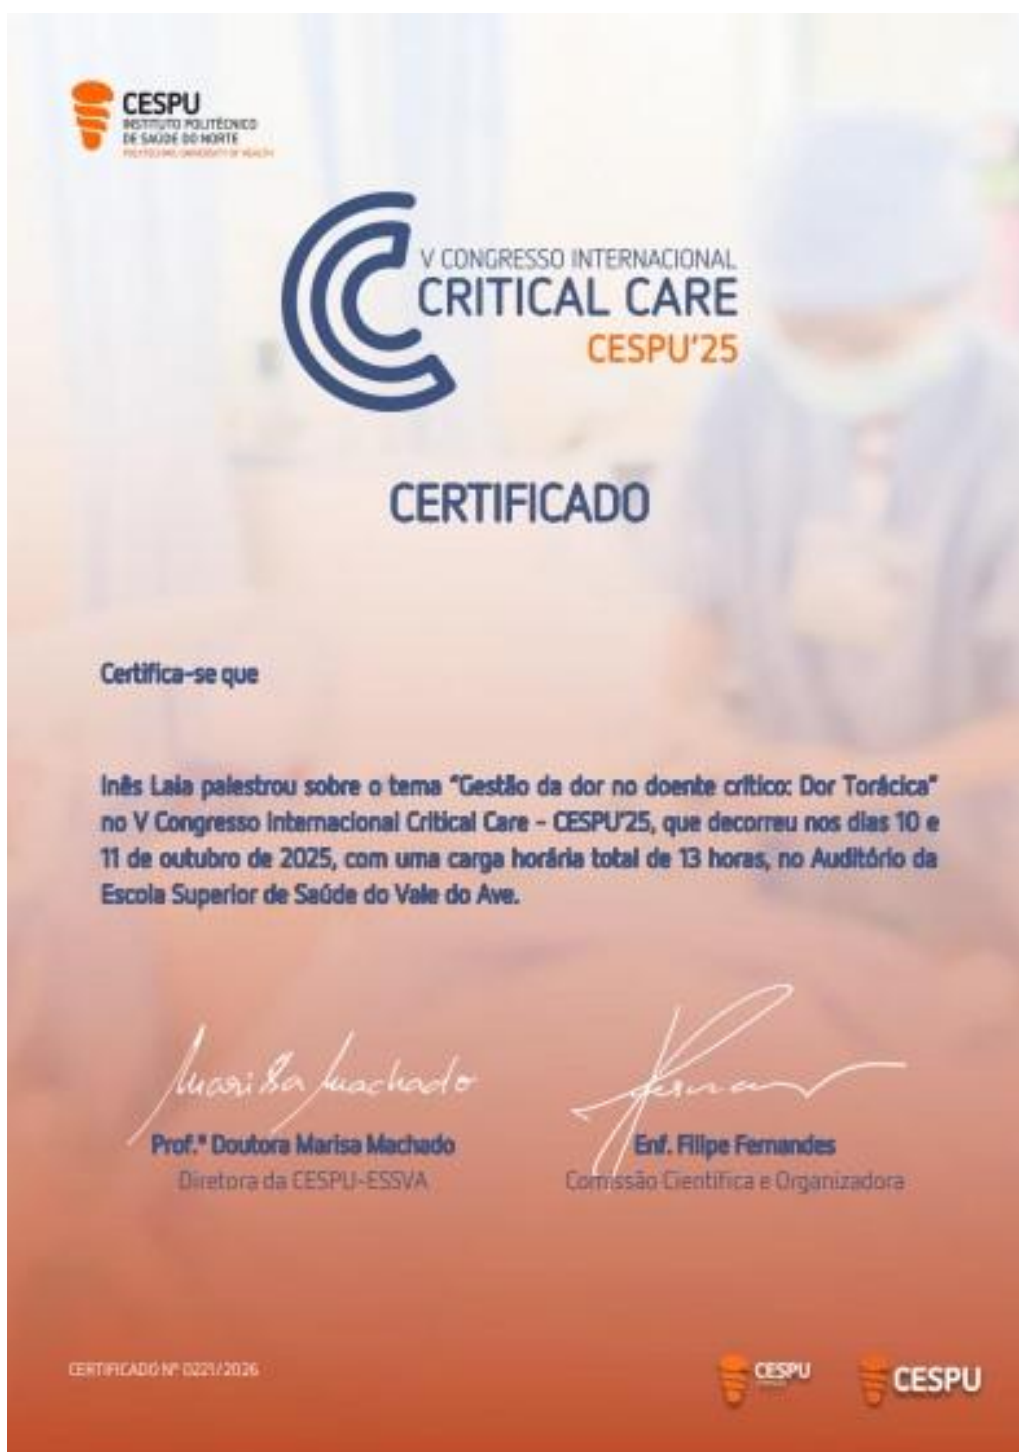 CESPU
INSTITUTO POLITÉCNICO
DE SAÚDE DO NORTE
POLYTECHNIC UNIVERSITY OF HEALTH
V CONGRESSO INTERNACIONAL
CRITICAL CARE
CESPU'25
CERTIFICADO
Certifica-se que
Inês Laia palestrou sobre o tema "Gestão da dor no doente crítico: Dor Torácica"
no V Congresso Internacional Critical Care - CESPU'25, que decorreu nos dias 10 e
11 de outubro de 2025, com uma carga horária total de 13 horas, no Auditório da
Escola Superior de Saúde do Vale do Ave.
Marisa Machado
Prof.ª Doutora Marisa Machado
Diretora da CESPU-ESSVA
Enf. Filipe Fernandes
Comissão Científica e Organizadora
CERTIFICADO Nº 0221/2026
CESPU
CESPU